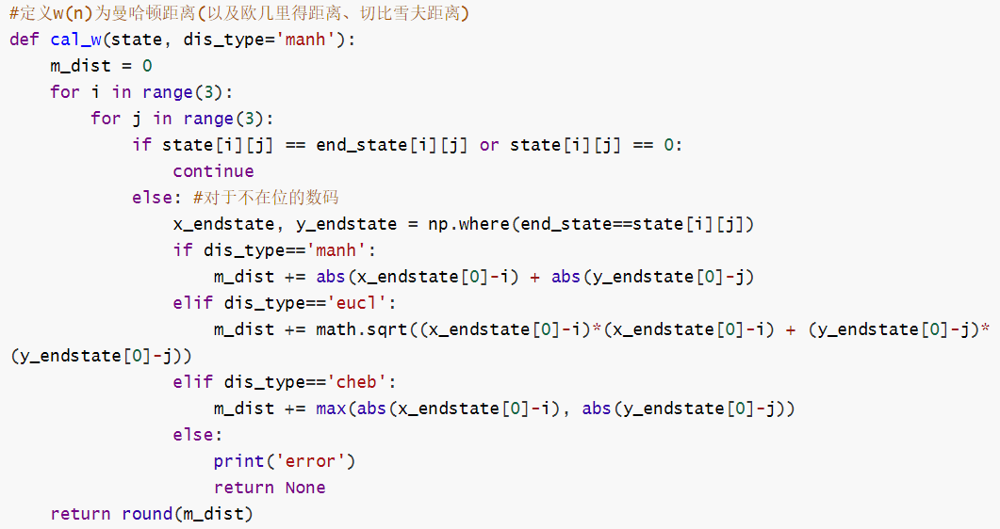 #定义w(n)为曼哈顿距离(以及欧几里得距离、切比雪夫距离)
def cal_w(state, dis_type='manh'):
    m_dist = 0
    for i in range(3):
        for j in range(3):
            if state[i][j] == end_state[i][j] or state[i][j] == 0:
                continue
            else: #对于不在位的数码
                x_endstate, y_endstate = np.where(end_state==state[i][j])
                if dis_type=='manh':
                    m_dist += abs(x_endstate[0]-i) + abs(y_endstate[0]-j)
                elif dis_type=='eucl':
                    m_dist += math.sqrt((x_endstate[0]-i)*(x_endstate[0]-i) + (y_endstate[0]-j)*
(y_endstate[0]-j))
                elif dis_type=='cheb':
                    m_dist += max(abs(x_endstate[0]-i), abs(y_endstate[0]-j))
                else:
                    print('error')
                    return None
    return round(m_dist)